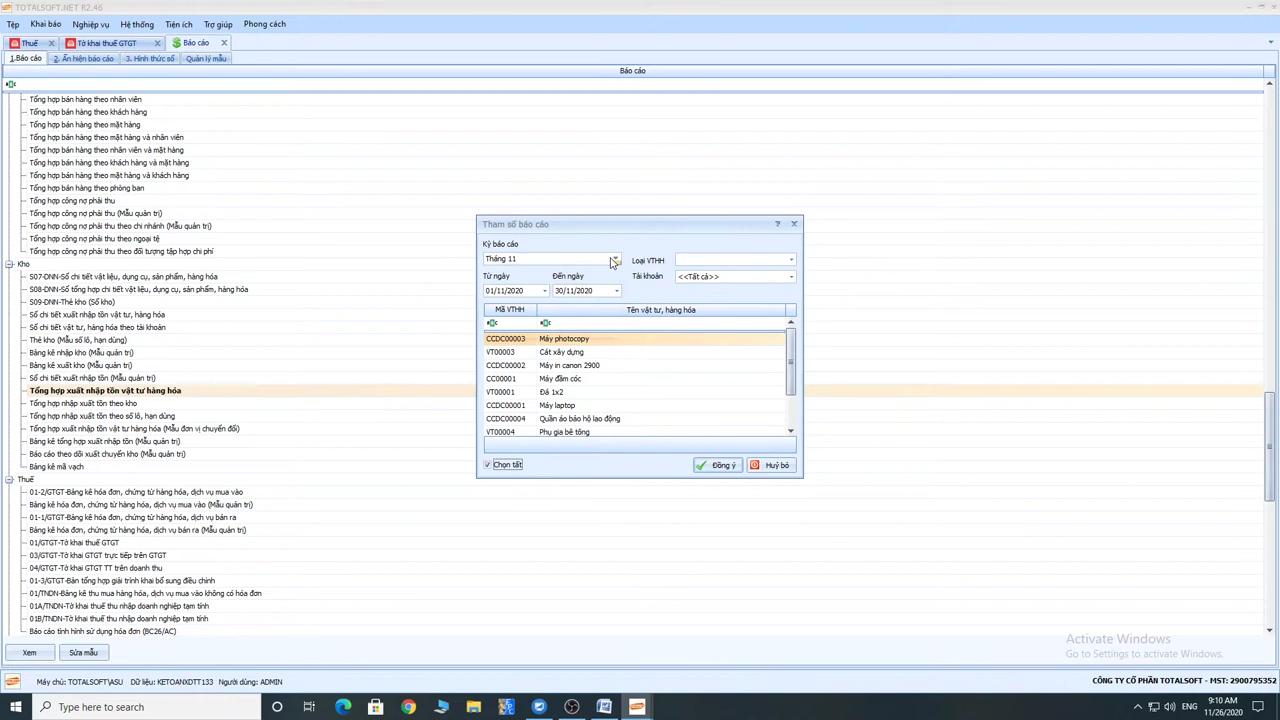 TOTALSOFT.NET R2.46
Tệp Khai báo Nghiệp vụ Hệ thống Tiện ích Trợ giúp Phong cách
Thuế Tờ khai thuế GTGT Báo cáo
1.Báo cáo 2. Ẩn hiện báo cáo 3. Hình thức số Quản lý mẫu
Báo cáo
Tổng hợp bán hàng theo nhân viên
Tổng hợp bán hàng theo khách hàng
Tổng hợp bán hàng theo mặt hàng
Tổng hợp bán hàng theo mặt hàng và nhân viên
Tổng hợp bán hàng theo nhân viên và mặt hàng
Tổng hợp bán hàng theo khách hàng và mặt hàng
Tổng hợp bán hàng theo mặt hàng và khách hàng
Tổng hợp bán hàng theo phòng ban
Tổng hợp công nợ phải thu
Tổng hợp công nợ phải thu (Mẫu quản trị)
Tổng hợp công nợ phải thu theo chi nhánh (Mẫu quản trị)
Tổng hợp công nợ phải thu theo ngoại tệ
Tổng hợp công nợ phải thu theo đối tượng tập hợp chi phí
Kho
S07-DNN-Sổ chi tiết vật liệu, dụng cụ, sản phẩm, hàng hóa
S08-DNN-Sổ tổng hợp chi tiết vật liệu, dụng cụ, sản phẩm, hàng hóa
S09-DNN-Thẻ kho (Sổ kho)
Sổ chi tiết xuất nhập tồn vật tư, hàng hóa
Sổ chi tiết vật tư, hàng hóa theo tài khoản
Thẻ kho (Mẫu số lô, hạn dùng)
Bảng kê nhập kho (Mẫu quản trị)
Bảng kê xuất kho (Mẫu quản trị)
Sổ chi tiết xuất nhập tồn (Mẫu quản trị)
Tổng hợp xuất nhập tồn vật tư hàng hóa
Tổng hợp nhập xuất tồn theo kho
Tổng hợp nhập xuất tồn theo số lô, hạn dùng
Tổng hợp xuất nhập tồn vật tư hàng hóa (Mẫu đơn vị chuyển đổi)
Bảng kê tổng hợp xuất nhập tồn (Mẫu quản trị)
Báo cáo theo dõi xuất chuyển kho (Mẫu quản trị)
Bảng kê mã vạch
Thuế
01-2/GTGT-Bảng kê hóa đơn, chứng từ hàng hóa, dịch vụ mua vào
Bảng kê hóa đơn, chứng từ hàng hóa, dịch vụ mua vào (Mẫu quản trị)
01-1/GTGT-Bảng kê hóa đơn, chứng từ hàng hóa, dịch vụ bán ra
Bảng kê hóa đơn, chứng từ hàng hóa, dịch vụ bán ra (Mẫu quản trị)
01/GTGT-Tờ khai thuế GTGT
03/GTGT-Tờ khai GTGT trực tiếp trên GTGT
04/GTGT-Tờ khai GTGT TT trên doanh thu
01-3/GTGT-Bản tổng hợp giải trình khai bổ sung điều chỉnh
01/TNDN-Bảng kê thu mua hàng hóa, dịch vụ mua vào không có hóa đơn
01A/TNDN-Tờ khai thuế thu nhập doanh nghiệp tạm tính
01B/TNDN-Tờ khai thuế thu nhập doanh nghiệp tạm tính
Báo cáo tình hình sử dụng hóa đơn (BC26/AC)
Tham số báo cáo ?
Kỳ báo cáo
Tháng 11
Loại VTHH
Từ ngày Đến ngày
Tài khoản <<Tất cả>>
01/11/2020 30/11/2020
Mã VTHH Tên vật tư, hàng hóa
CCDC00003 Máy photocopy
VT00003 Cát xây dựng
CCDC00002 Máy in canon 2900
CC00001 Máy đầm cóc
VT00001 Đá 1x2
CCDC00001 Máy laptop
CCDC00004 Quần áo bảo hộ lao động
VT00004 Phụ gia bê tông
Chọn tất Đồng ý Huỷ bỏ
Xem Sửa mẫu
Activate Windows
Go to Settings to activate Windows.
Máy chủ: TOTALSOFT\ASU Dữ liệu: KETOANXDTT133 Người dùng: ADMIN
CÔNG TY CỔ PHẦN TOTALSOFT - MST: 2900795352
Type here to search
ENG
9:10 AM
11/26/2020